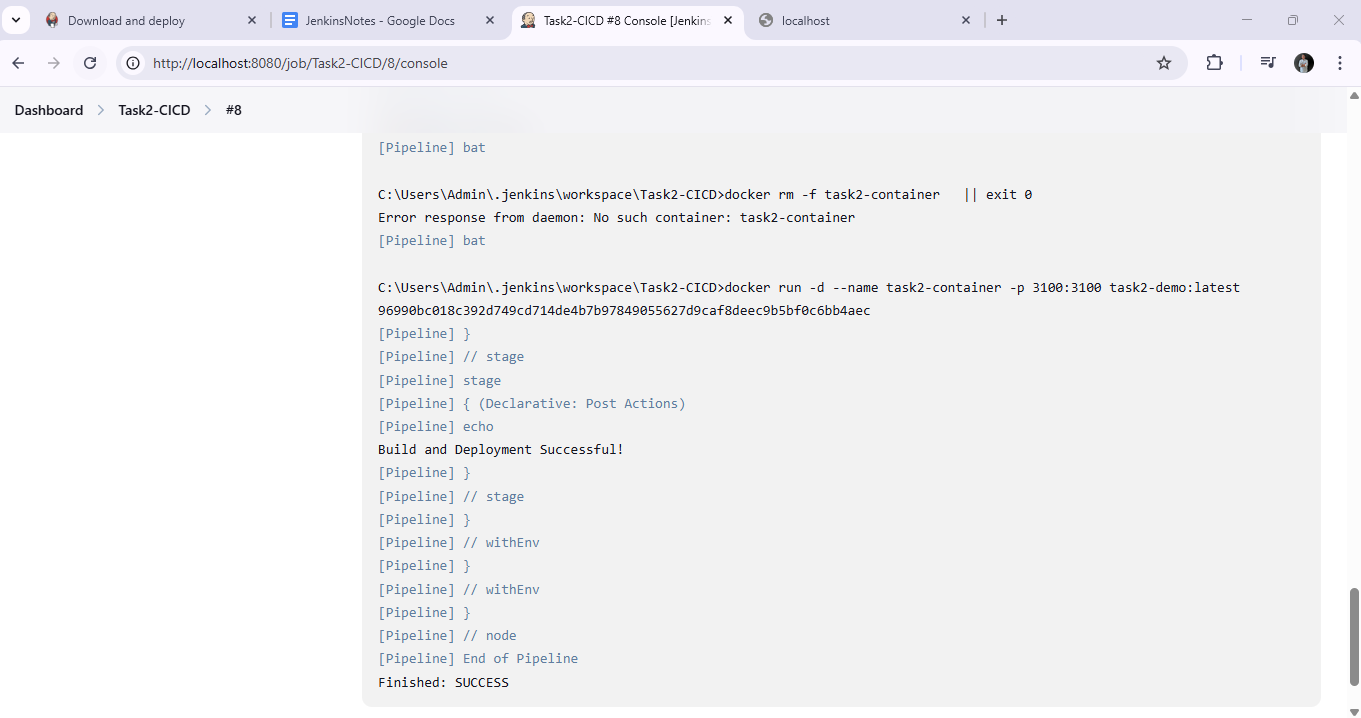 Download and deploy
JenkinsNotes - Google Docs
Task2-CICD #8 Console [Jenkins
localhost
http://localhost:8080/job/Task2-CICD/8/console
Dashboard > Task2-CICD > #8
[Pipeline] bat
C:\Users\Admin\.jenkins\workspace\Task2-CICD>docker rm -f task2-container   || exit 0
Error response from daemon: No such container: task2-container
[Pipeline] bat
C:\Users\Admin\.jenkins\workspace\Task2-CICD>docker run -d --name task2-container -p 3100:3100 task2-demo:latest
96990bc018c392d749cd714de4b7b97849055627d9caf8deec9b5bf0c6bb4aec
[Pipeline] }
[Pipeline] // stage
[Pipeline] stage
[Pipeline] { (Declarative: Post Actions)
[Pipeline] echo
Build and Deployment Successful!
[Pipeline] }
[Pipeline] // stage
[Pipeline] }
[Pipeline] // withEnv
[Pipeline] }
[Pipeline] // withEnv
[Pipeline] }
[Pipeline] // node
[Pipeline] End of Pipeline
Finished: SUCCESS